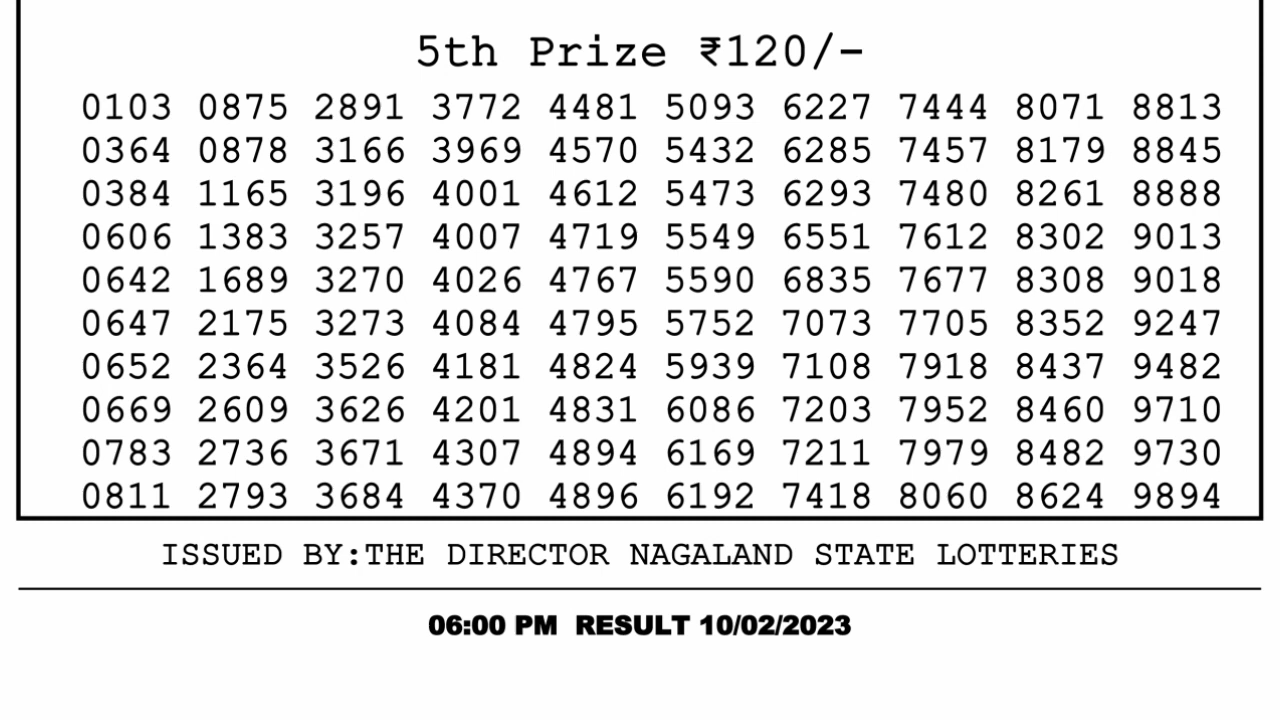 5th Prize ₹120/-
0103 0875 2891 3772 4481 5093 6227 7444 8071 8813
0364 0878 3166 3969 4570 5432 6285 7457 8179 8845
0384 1165 3196 4001 4612 5473 6293 7480 8261 8888
0606 1383 3257 4007 4719 5549 6551 7612 8302 9013
0642 1689 3270 4026 4767 5590 6835 7677 8308 9018
0647 2175 3273 4084 4795 5752 7073 7705 8352 9247
0652 2364 3526 4181 4824 5939 7108 7918 8437 9482
0669 2609 3626 4201 4831 6086 7203 7952 8460 9710
0783 2736 3671 4307 4894 6169 7211 7979 8482 9730
0811 2793 3684 4370 4896 6192 7418 8060 8624 9894
ISSUED BY:THE DIRECTOR NAGALAND STATE LOTTERIES
06:00 PM RESULT 10/02/2023